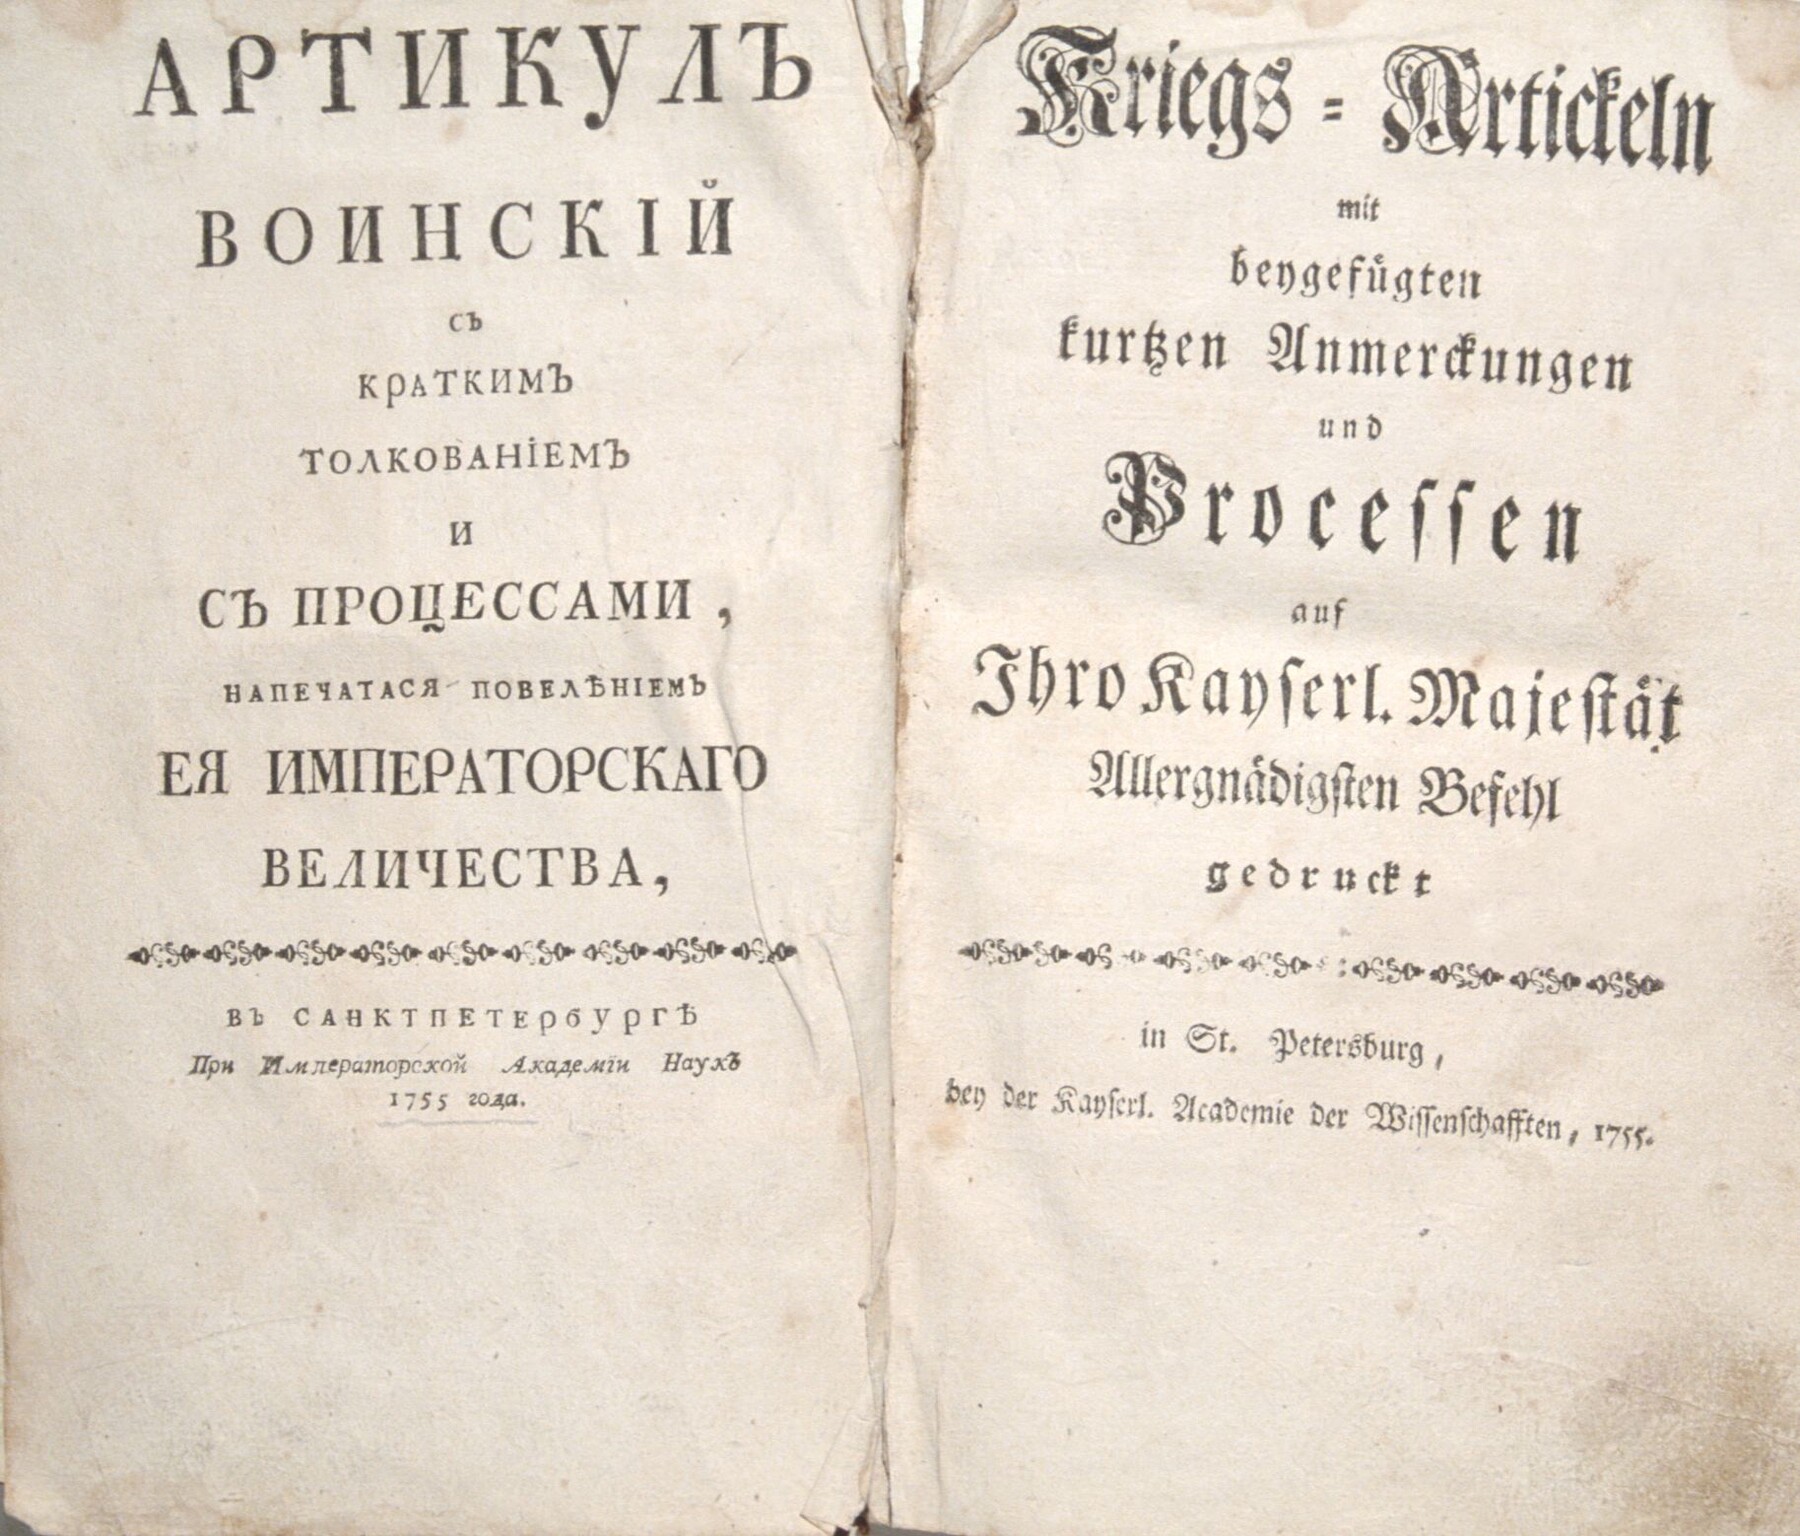 АРТИКУЛЪ
ВОИНСКІЙ
съ
КРАТКИМЪ
ТОЛКОВАНІЕМЪ
И
СЪ ПРОЦЕССАМИ,
НАПЕЧАТАСЯ ПОВЕЛѢНІЕМЪ
ЕЯ ИМПЕРАТОРСКАГО
ВЕЛИЧЕСТВА,
ВЪ САНКТПЕТЕРБУРГѢ
При Императорской Академіи Наукъ
1755 года.
Kriegs-Artickeln
mit
beygefügten
kurtzen Anmerckungen
und
Processen
auf
Ihro Kayserl. Majestät
Allergnädigsten Befehl
gedruckt
in St. Petersburg,
bey der Kayserl. Academie der Wissenschafften, 1755.